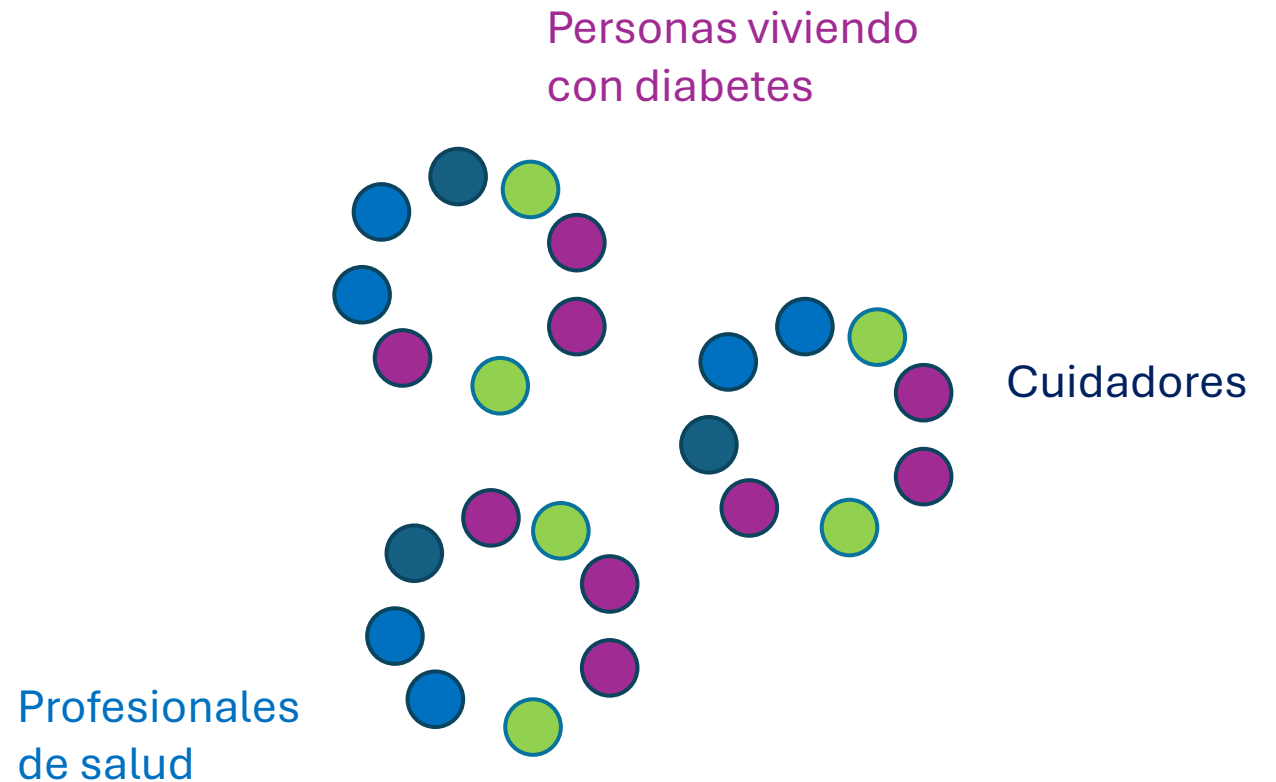 Personas viviendo
con diabetes
Cuidadores
Profesionales
de salud